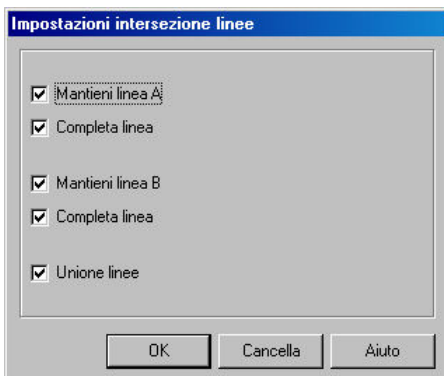 Impostazioni intersezione linee
Mantieni linea A
Completa linea
Mantieni linea B
Completa linea
Unione linee
OK
Cancella
Aiuto